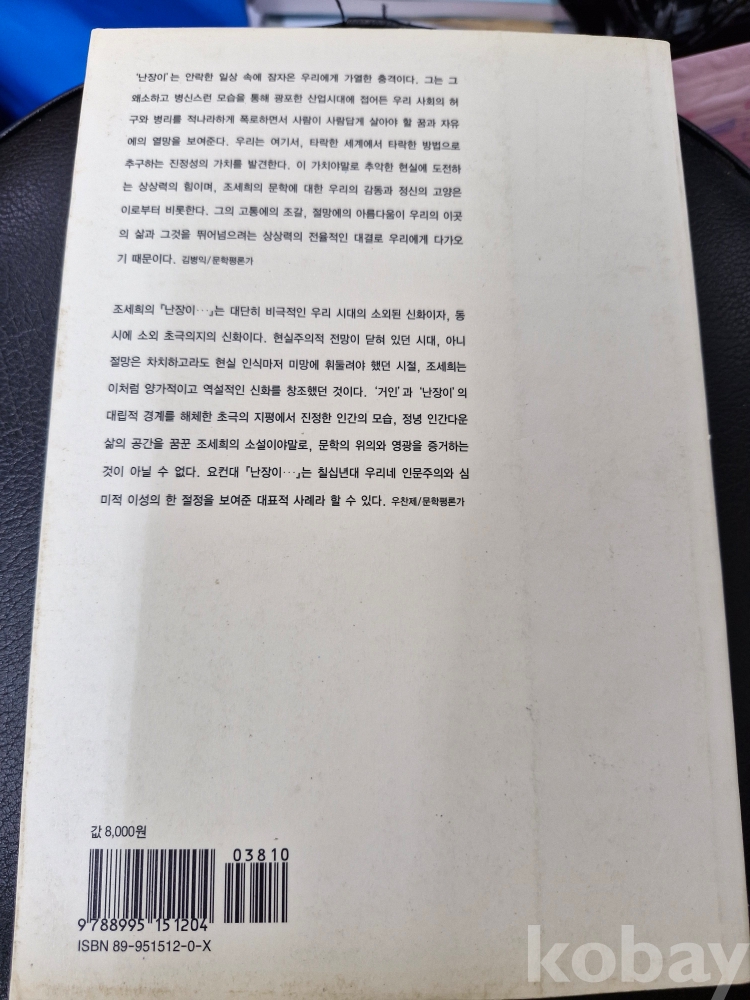 '난장이'는 안락한 일상 속에 잠자온 우리에게 가열한 충격이다. 그는 그
왜소하고 병신스런 모습을 통해 광포한 산업시대에 접어든 우리 사회의 허
구와 병리를 적나라하게 폭로하면서 사람이 사람답게 살아야 할 꿈과 자유
에의 열망을 보여준다. 우리는 여기서, 타락한 세계에서 타락한 방법으로
추구하는 진정성의 가치를 발견한다. 이 가치야말로 추악한 현실에 도전하
는 상상력의 힘이며, 조세희의 문학에 대한 우리의 감동과 정신의 고양은
이로부터 비롯한다. 그의 고통에의 조갈, 절망에의 아름다움이 우리의 이곳
의 삶과 그것을 뛰어넘으려는 상상력의 전율적인 대결로 우리에게 다가오
기 때문이다. 김병익/문학평론가
조세희의 『난장이…』는 대단히 비극적인 우리 시대의 소외된 신화이자, 동
시에 소외 초극의지의 신화이다. 현실주의적 전망이 닫혀 있던 시대, 아니
절망은 차치하고라도 현실 인식마저 미망에 휘둘려야 했던 시절, 조세희는
이처럼 양가적이고 역설적인 신화를 창조했던 것이다. '거인'과 '난장이'의
대립적 경계를 해체한 초극의 지평에서 진정한 인간의 모습, 정녕 인간다운
삶의 공간을 꿈꾼 조세희의 소설이야말로, 문학의 위의와 영광을 증거하는
것이 아닐 수 없다. 요컨대 『난장이…』는 칠십년대 우리네 인문주의와 심
미적 이성의 한 절정을 보여준 대표적 사례라 할 수 있다. 우찬제/문학평론가
값 8,000원
03810
9 788995 151204
ISBN 89-951512-0-X
kobay